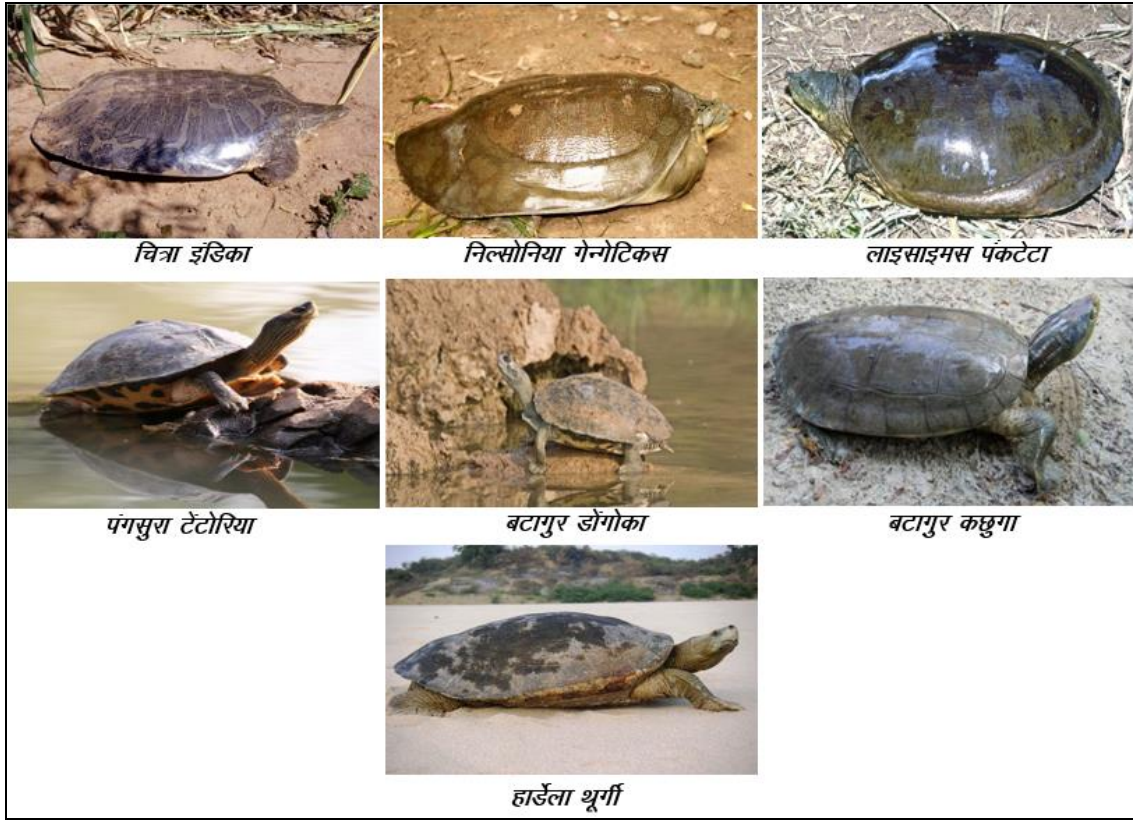 चित्रा इंडिका
निल्सोनिया गेन्गेटिकस
लाइसाइमस पंकटेटा
पंगसुरा टेंटोरिया
बटागुर डोंगोका
बटागुर कछुगा
हार्डेला थूर्गी